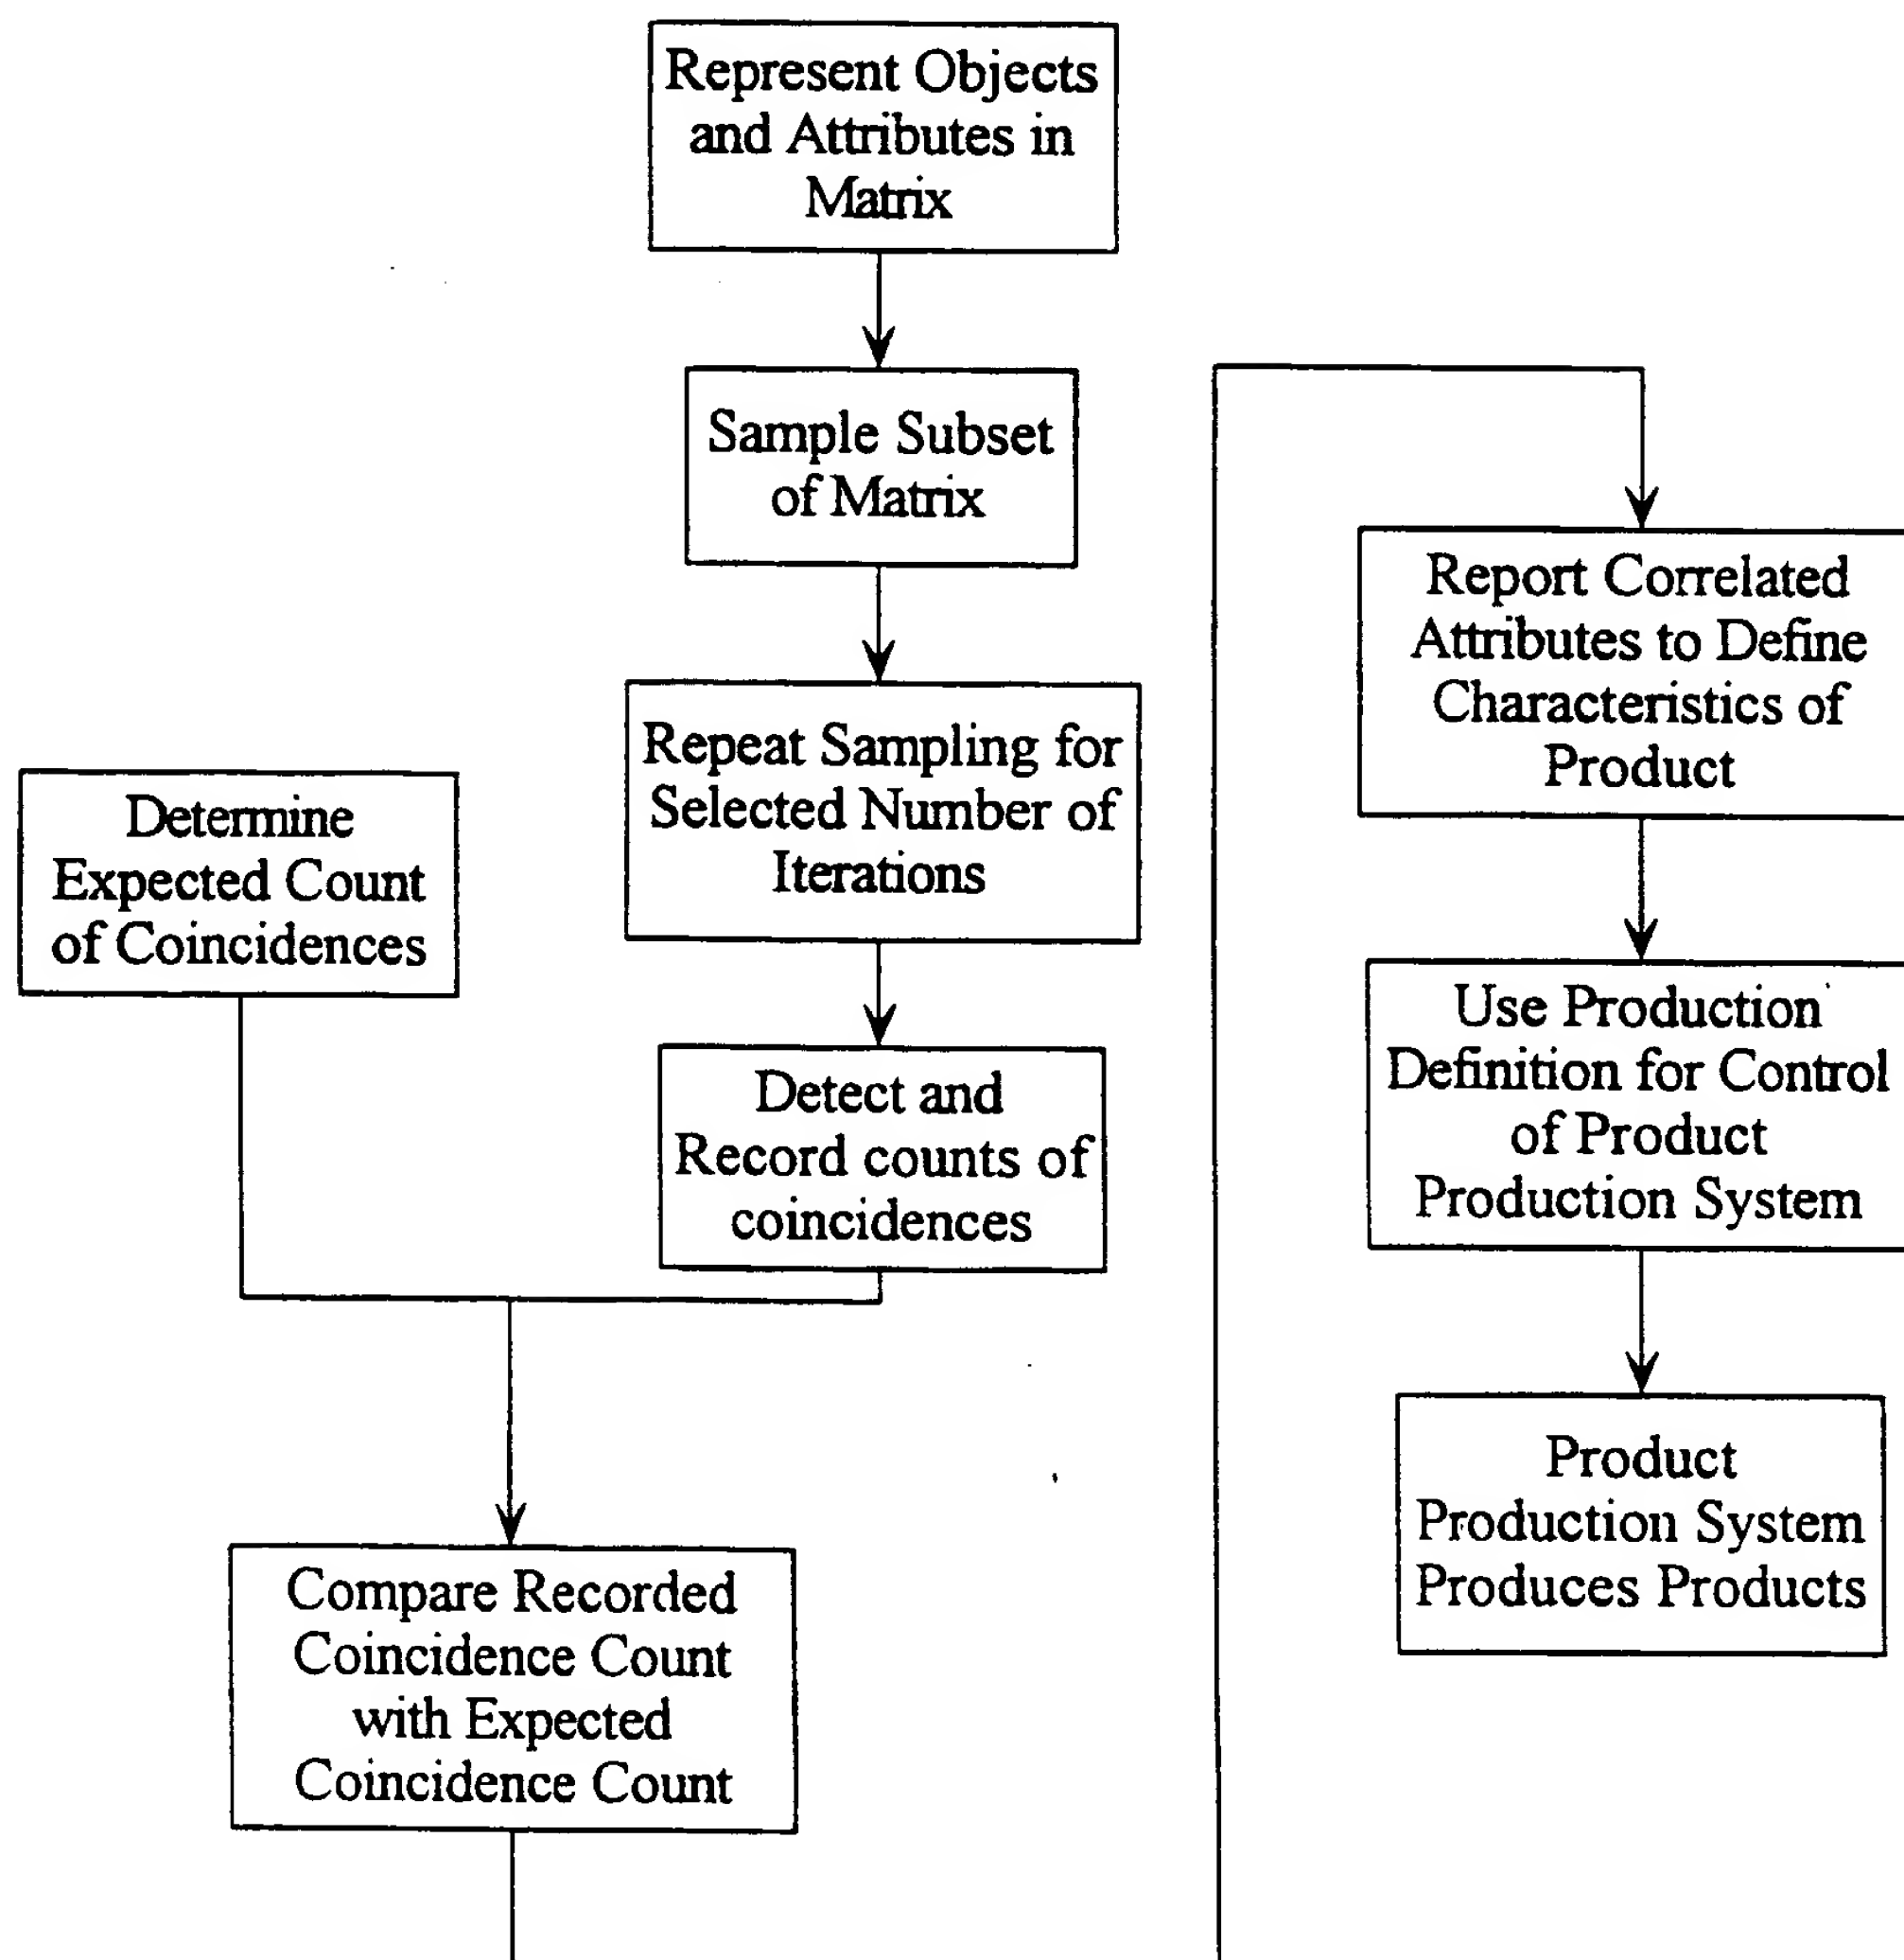 Represent Objects
and Attributes in
Matrix
Sample Subset
of Matrix
Repeat Sampling for
Selected Number of
Iterations
Determine
Expected Count
of Coincidences
Detect and
Record counts of
coincidences
Compare Recorded
Coincidence Count
with Expected
Coincidence Count
Report Correlated
Attributes to Define
Characteristics of
Product
Use Production
Definition for Control
of Product
Production System
Product
Production System
Produces Products